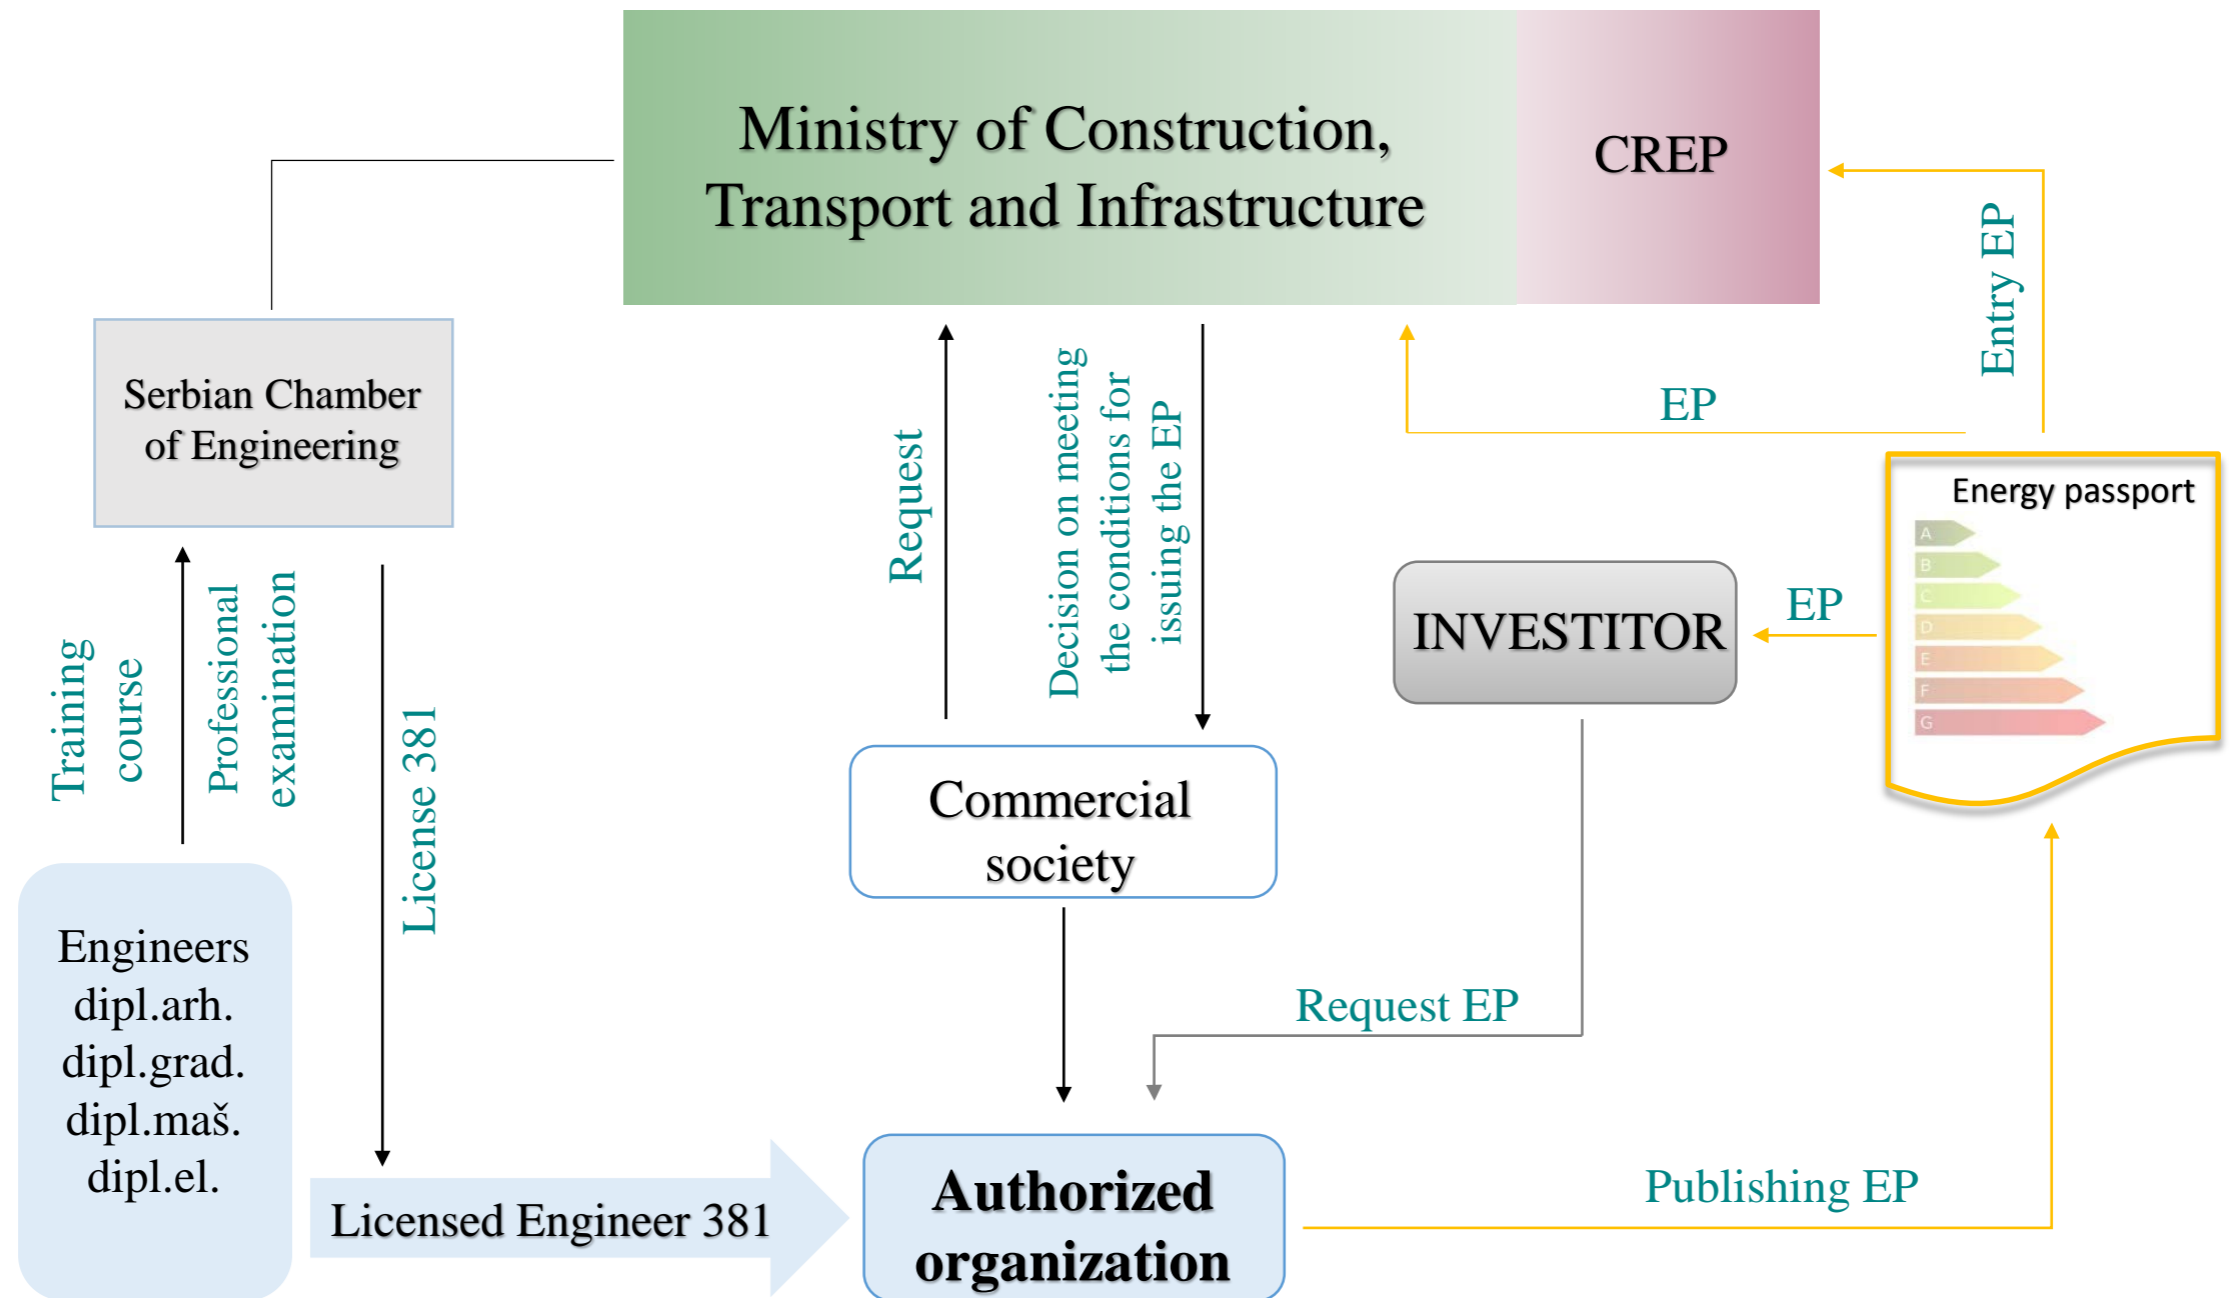 Ministry of Construction,
Transport and Infrastructure
CREP
Entry EP
EP
Serbian Chamber
of Engineering
Request
Decision on meeting
the conditions for
issuing the EP
Energy passport
A
B
C
D
E
F
G
INVESTITOR
EP
Training
course
Professional
examination
License 381
Commercial
society
Engineers
dipl.arh.
dipl.grad.
dipl.maš.
dipl.el.
Request EP
Licensed Engineer 381
Authorized
organization
Publishing EP